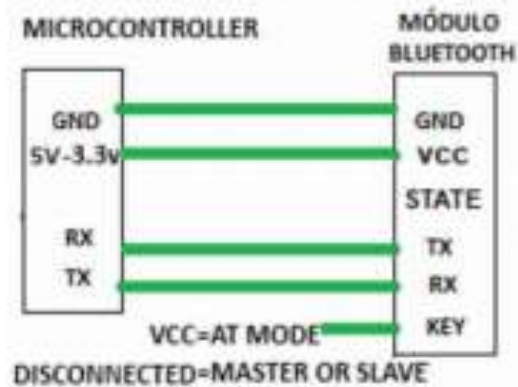 MICROCONTROLLER
MÓDULO
BLUETOOTH
GND
5V-3.3v
RX
TX
GND
VCC
STATE
TX
RX
KEY
VCC=AT MODE
DISCONNECTED=MASTER OR SLAVE